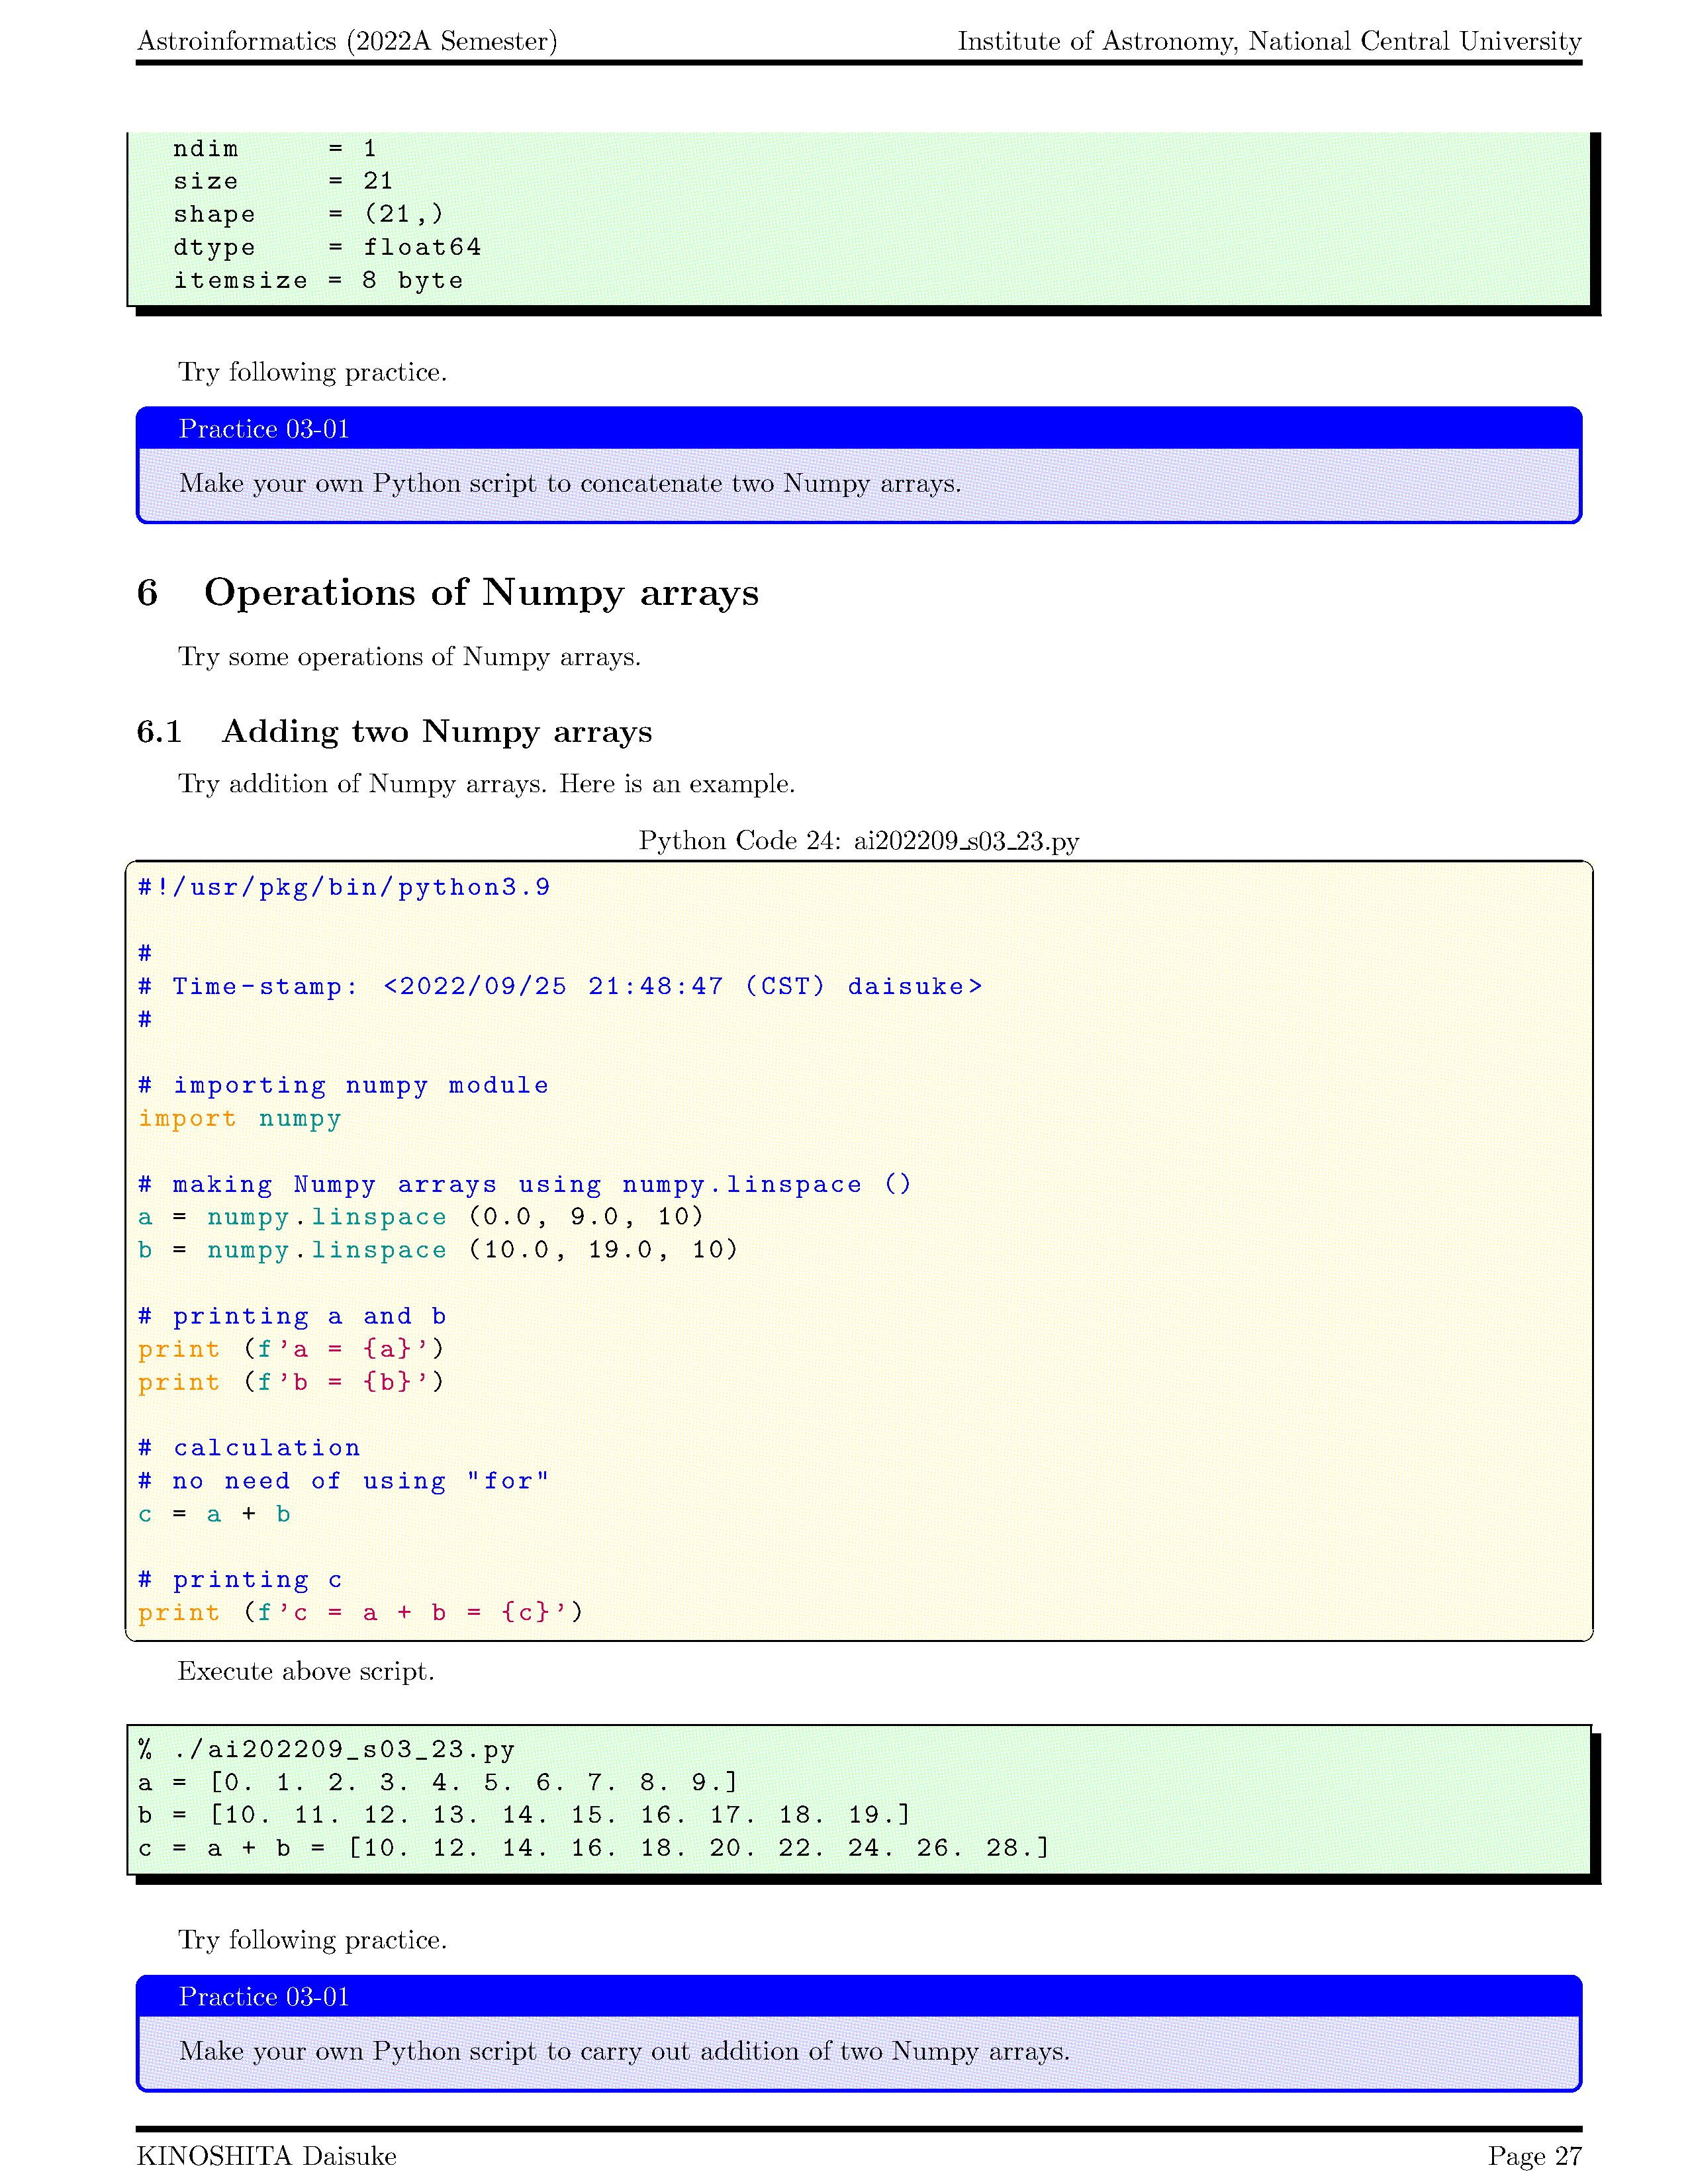 Astroinformatics (2022A Semester) Institute of Astronomy, National Central University
ndim     = 1
size     = 21
shape    = (21,)
dtype    = float64
itemsize = 8 byte
Try following practice.
Practice 03-01
Make your own Python script to concatenate two Numpy arrays.
6 Operations of Numpy arrays
Try some operations of Numpy arrays.
6.1 Adding two Numpy arrays
Try addition of Numpy arrays. Here is an example.
Python Code 24: ai202209_s03_23.py
#!/usr/pkg/bin/python3.9
#
# Time-stamp: <2022/09/25 21:48:47 (CST) daisuke>
#
# importing numpy module
import numpy
# making Numpy arrays using numpy.linspace ()
a = numpy.linspace (0.0, 9.0, 10)
b = numpy.linspace (10.0, 19.0, 10)
# printing a and b
print (f'a = {a}')
print (f'b = {b}')
# calculation
# no need of using "for"
c = a + b
# printing c
print (f'c = a + b = {c}')
Execute above script.
% ./ai202209_s03_23.py
a = [0. 1. 2. 3. 4. 5. 6. 7. 8. 9.]
b = [10. 11. 12. 13. 14. 15. 16. 17. 18. 19.]
c = a + b = [10. 12. 14. 16. 18. 20. 22. 24. 26. 28.]
Try following practice.
Practice 03-01
Make your own Python script to carry out addition of two Numpy arrays.
KINOSHITA Daisuke Page 27